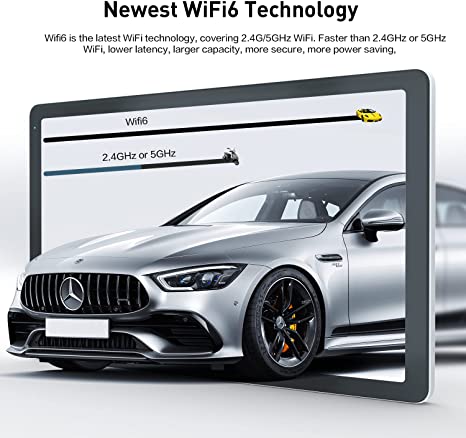 Newest WiFi6 Technology
Wifi6 is the latest WiFi technology, covering 2.4G/5GHz WiFi. Faster than 2.4GHz or 5GHz
WiFi, lower latency, larger capacity, more secure, more power saving,
Wifi6
2.4GHz or 5GHz